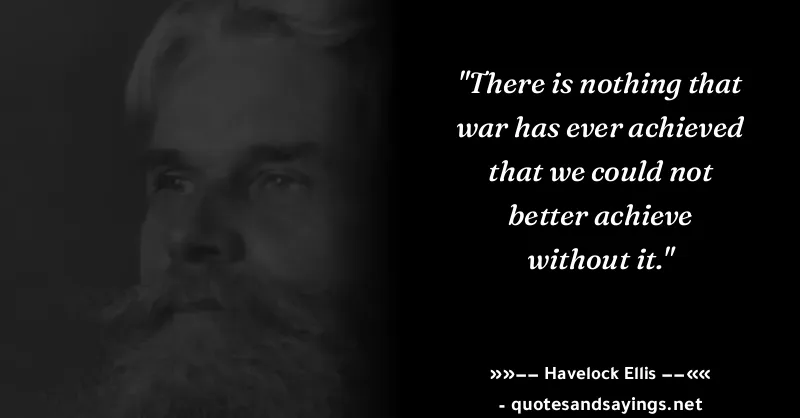 "There is nothing that
war has ever achieved
that we could not
better achieve
without it."
»»–– Havelock Ellis ––««
- quotesandsayings.net